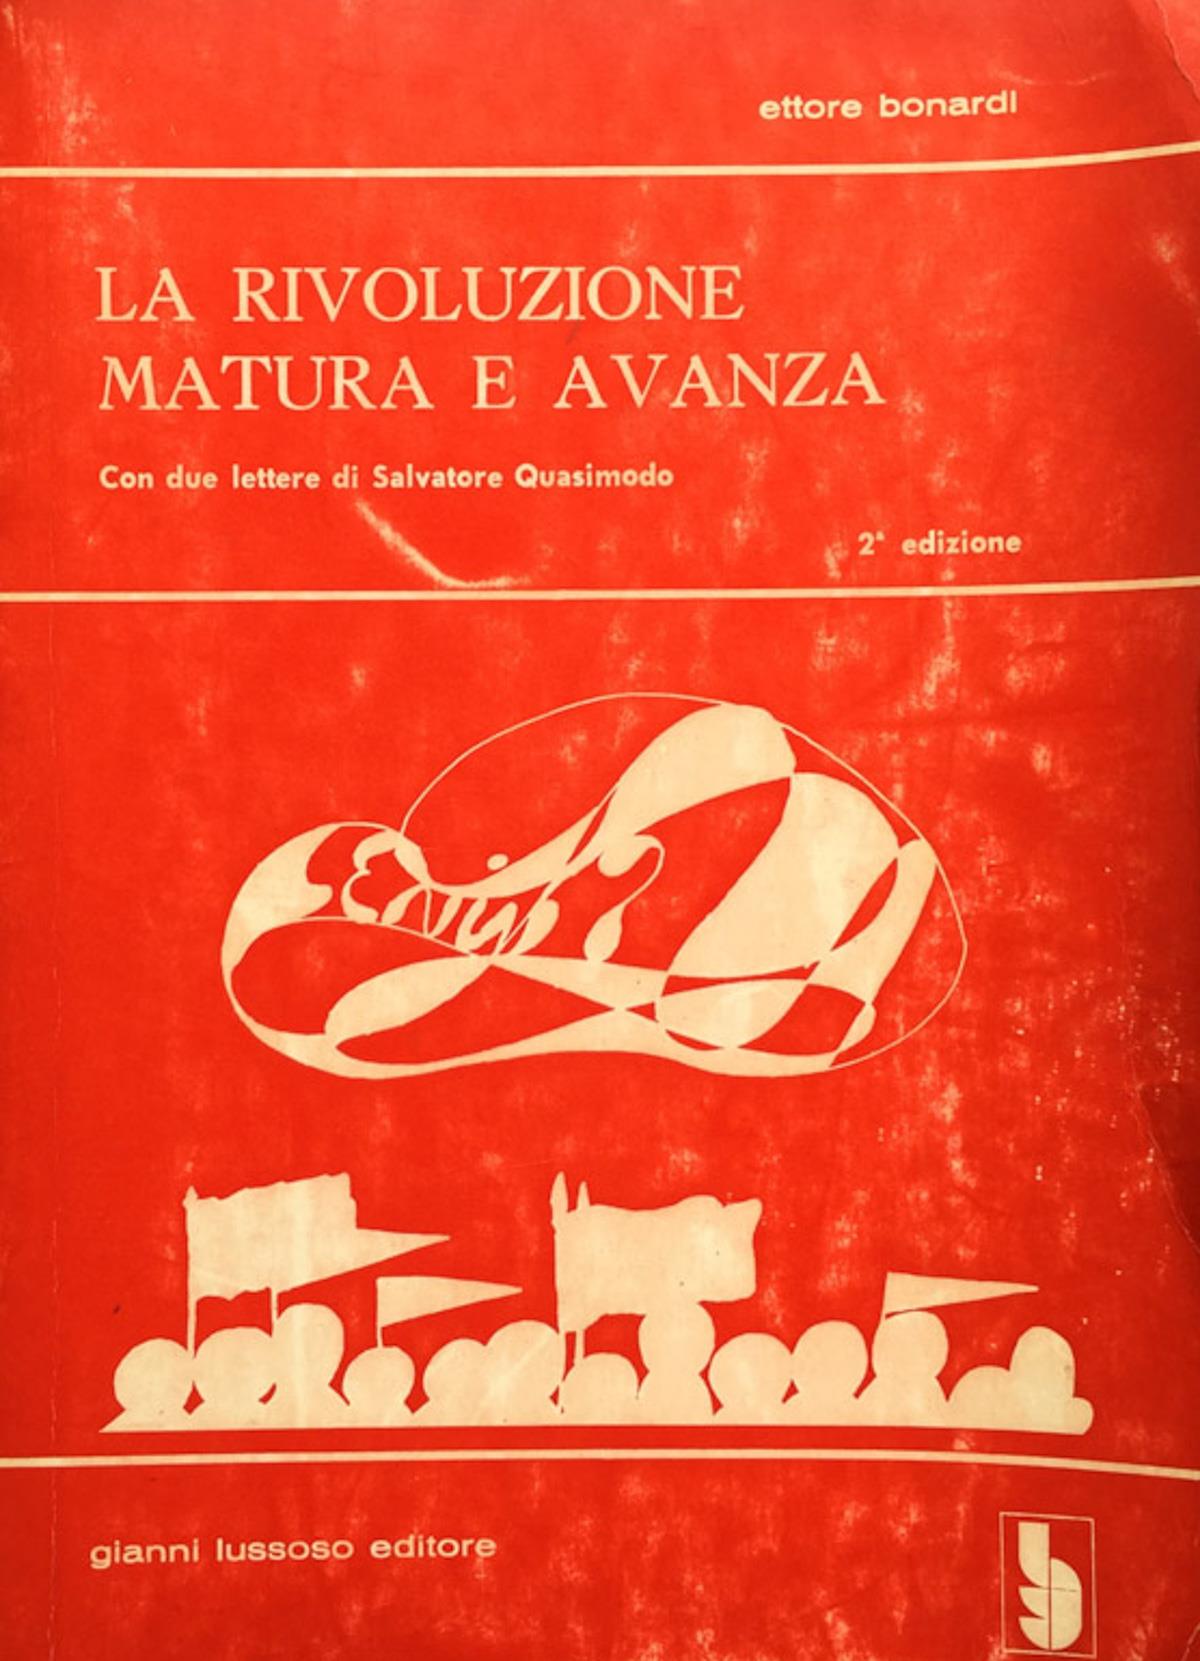 ettore bonardi
LA RIVOLUZIONE
MATURA E AVANZA
Con due lettere di Salvatore Quasimodo
2ª edizione
gianni lussoso editore